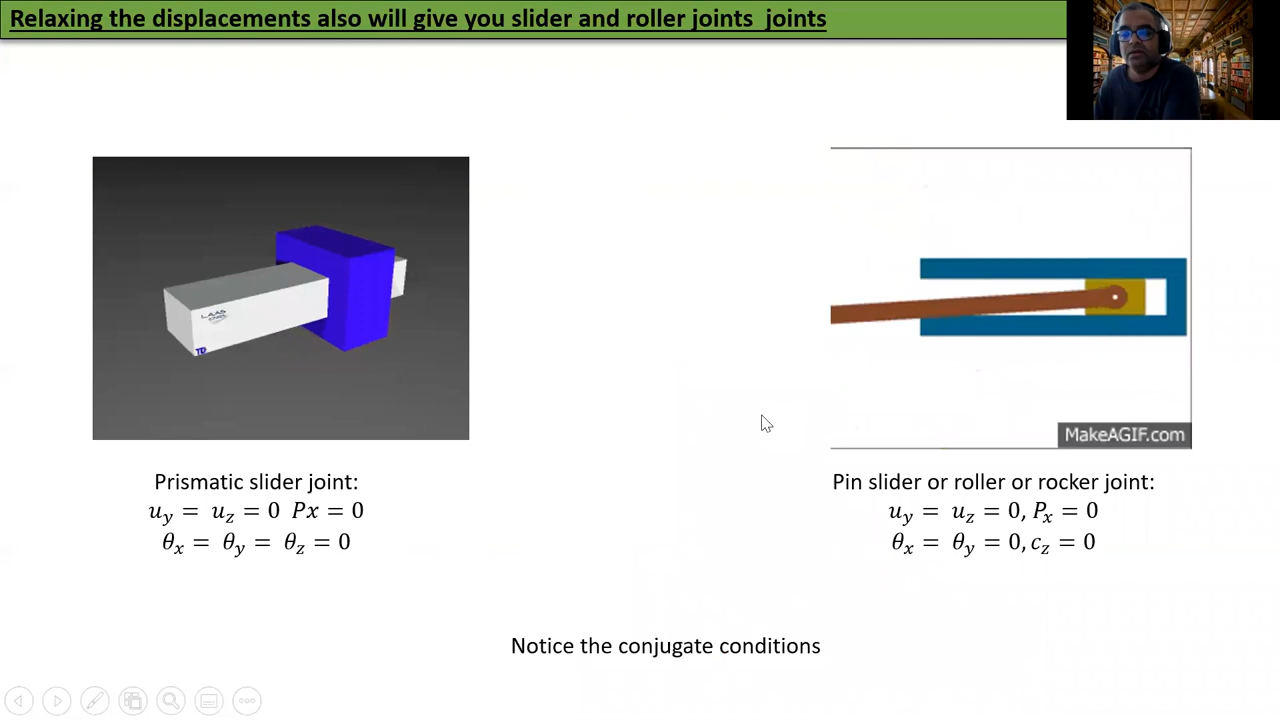 Relaxing the displacements also will give you slider and roller joints  joints
LAAS
TD
MakeAGIF.com
Prismatic slider joint:
u_y = u_z = 0  Px = 0
θ_x = θ_y = θ_z = 0
Pin slider or roller or rocker joint:
u_y = u_z = 0, P_x = 0
θ_x = θ_y = 0, c_z = 0
Notice the conjugate conditions